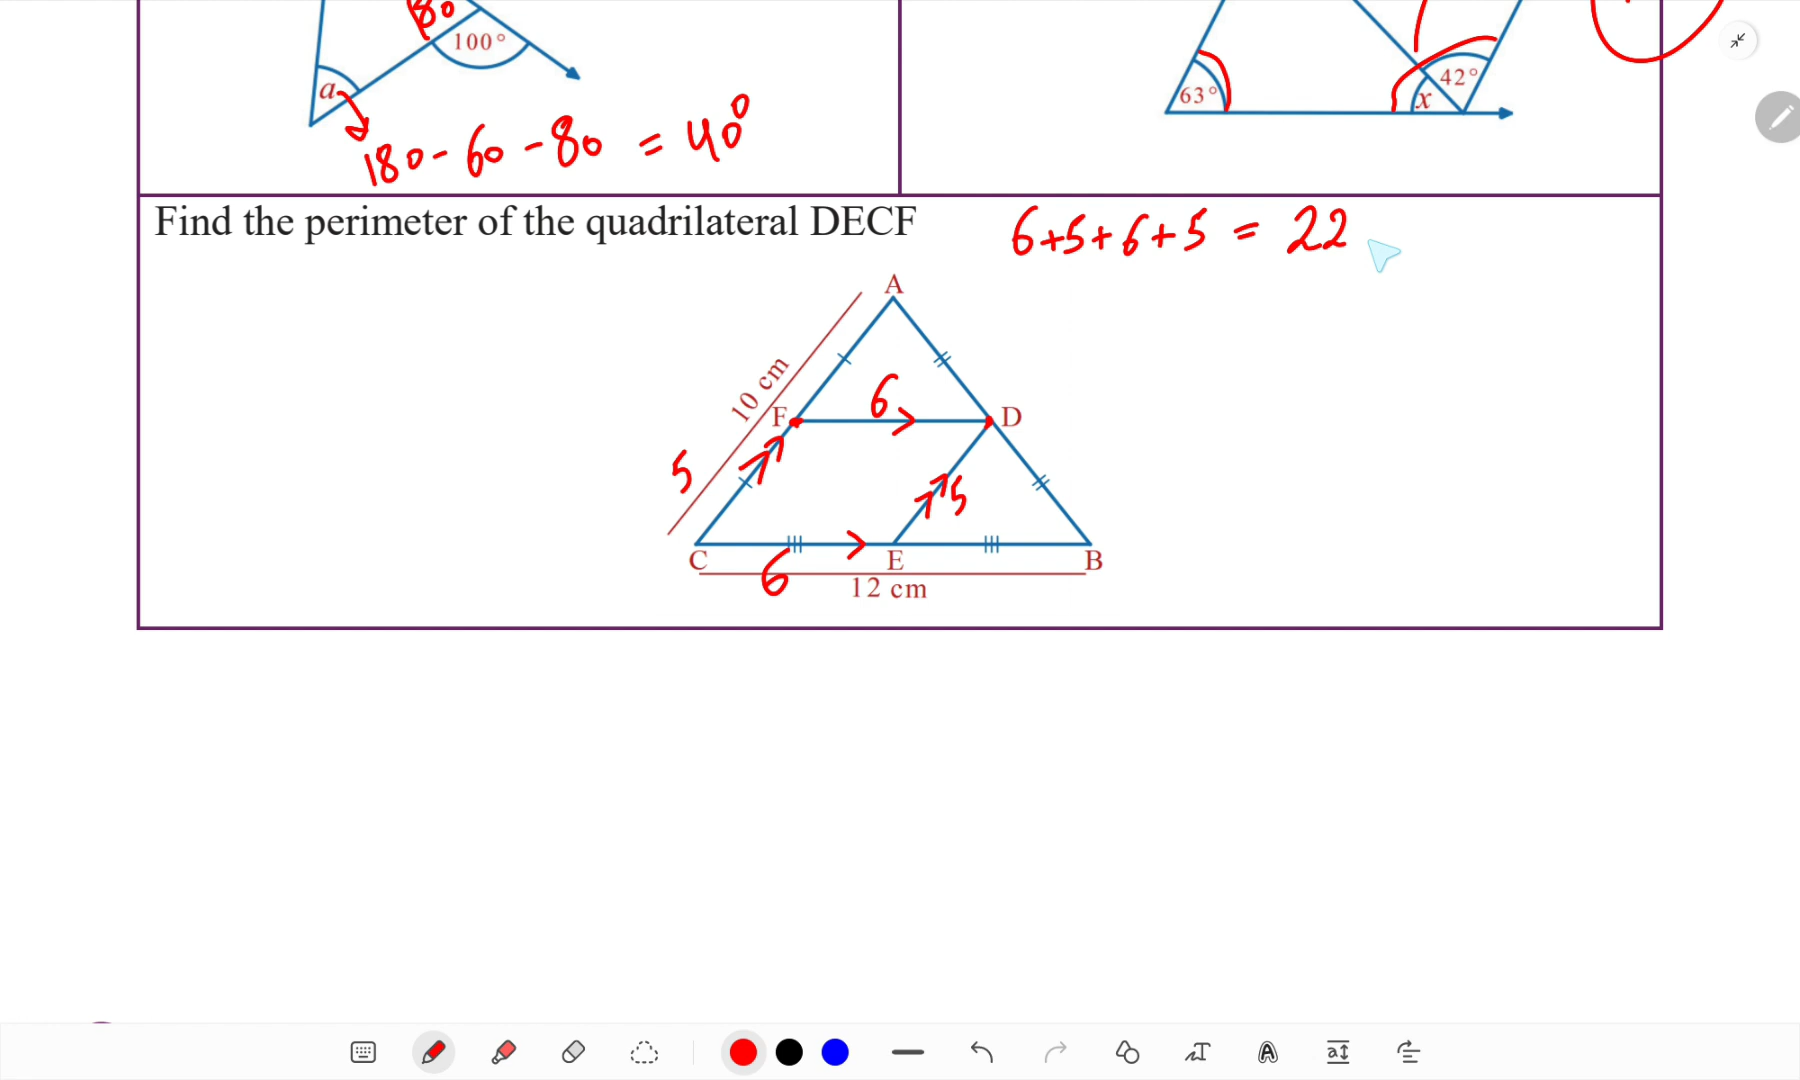 80
100°
a
180 - 60 - 80 = 40°
42°
63°
x
Find the perimeter of the quadrilateral DECF
6+5+6+5 = 22
A
10 cm
6
F
D
5
5
C
E
B
6
12 cm